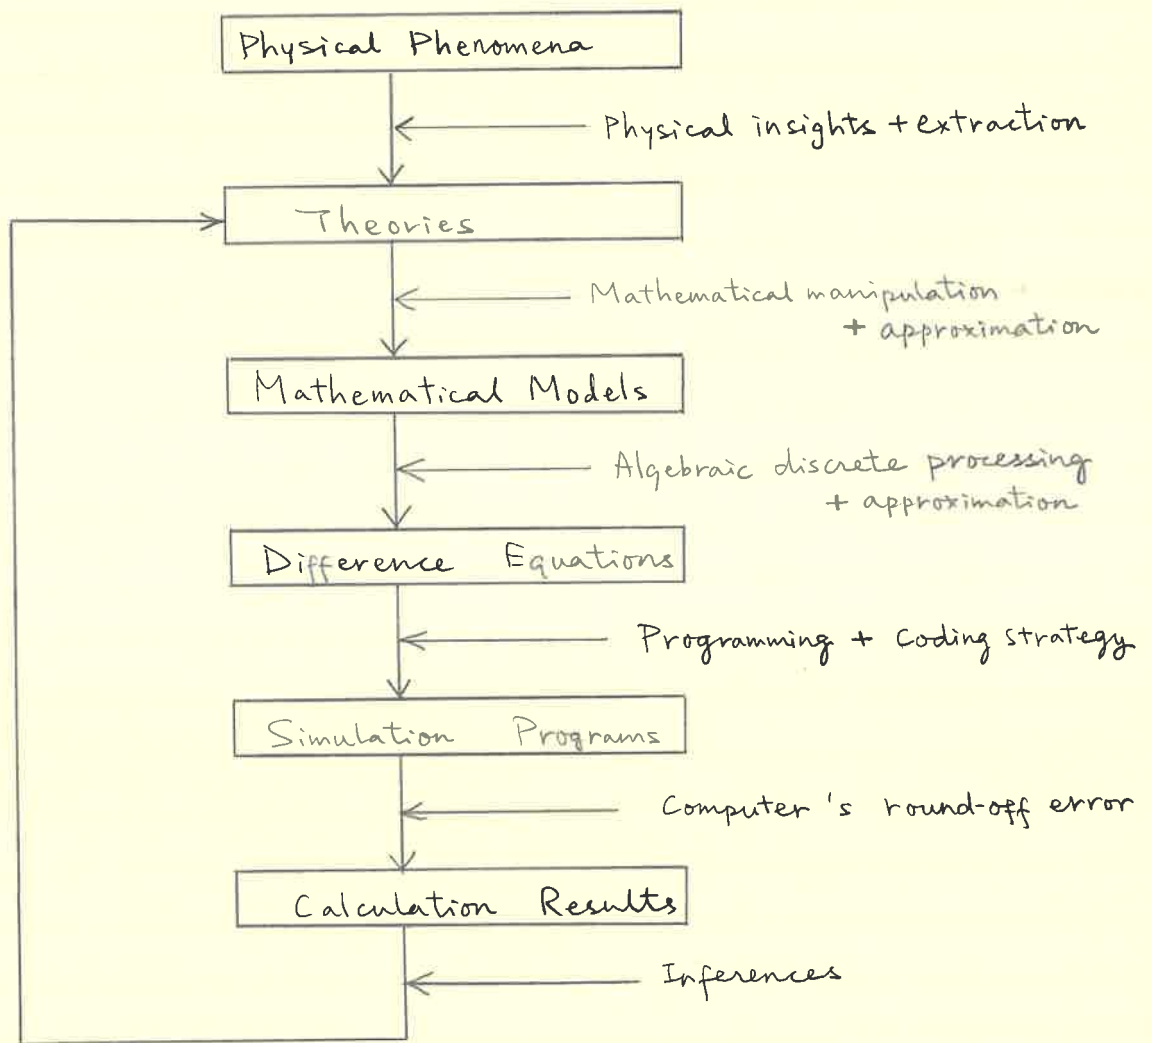 Physical Phenomena
Physical insights + extraction
Theories
Mathematical manipulation
+ approximation
Mathematical Models
Algebraic discrete processing
+ approximation
Difference Equations
Programming + Coding strategy
Simulation Programs
Computer's round-off error
Calculation Results
Inferences